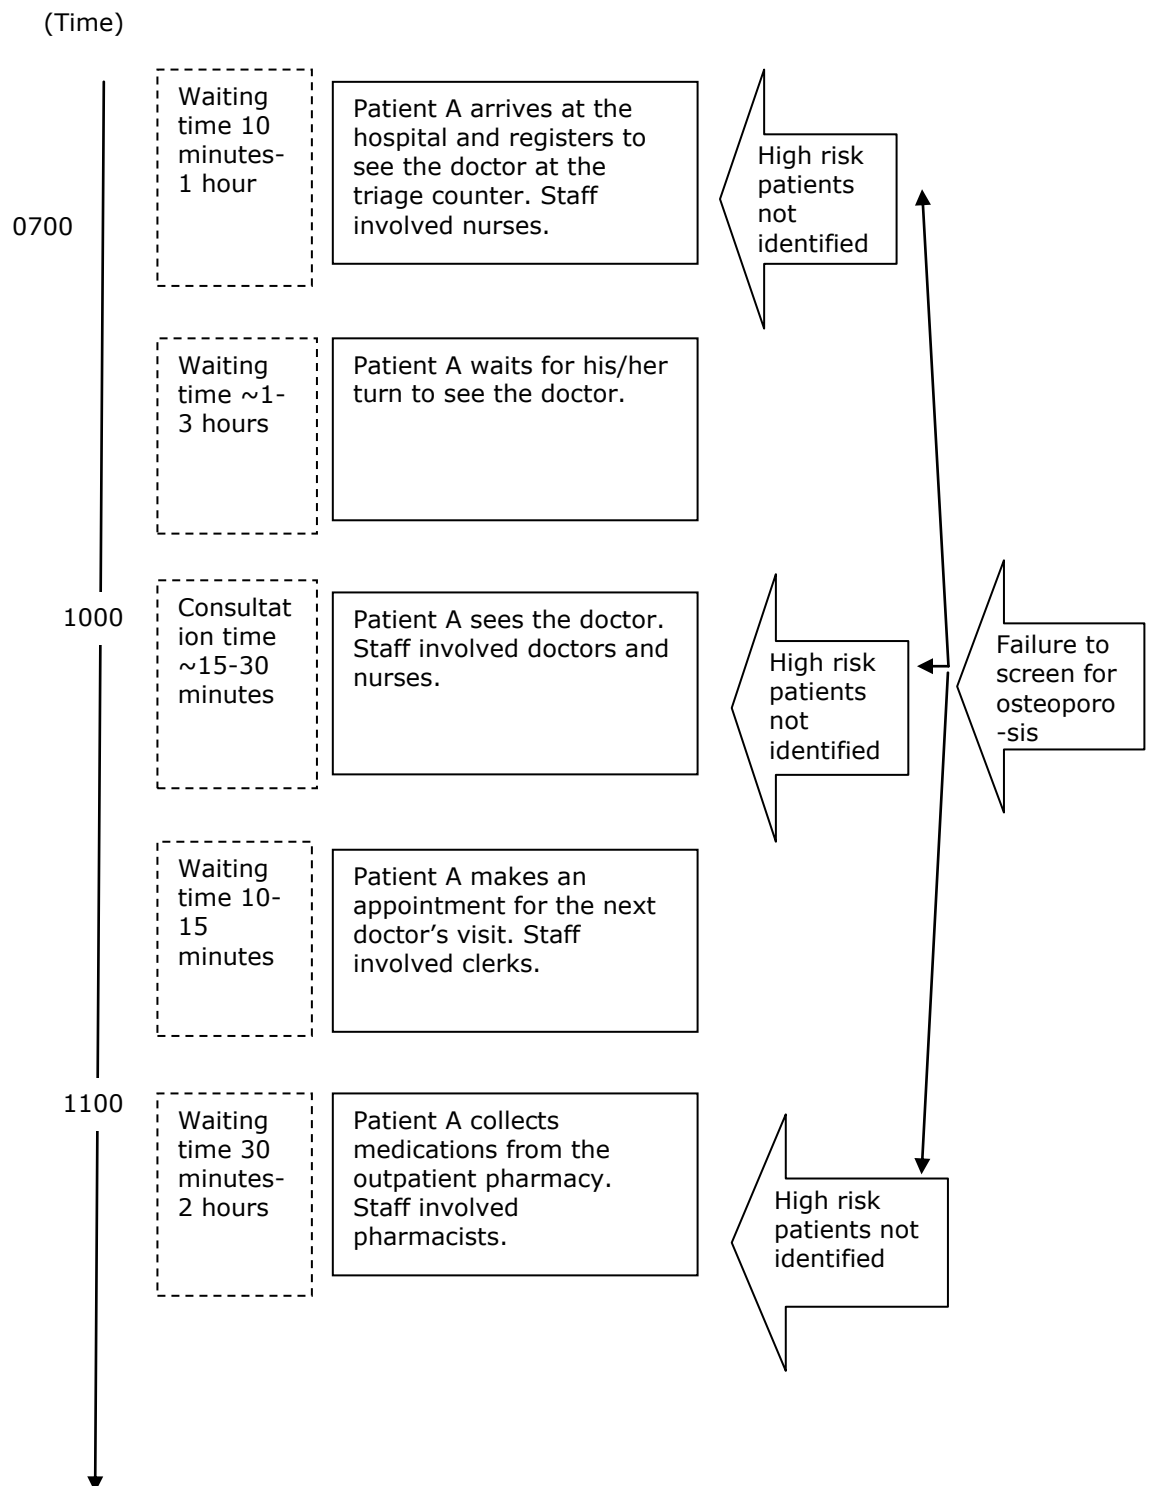 (Time)
0700
Waiting
time 10
minutes-
1 hour
Patient A arrives at the
hospital and registers to
see the doctor at the
triage counter. Staff
involved nurses.
High risk
patients
not
identified
Waiting
time ~1-
3 hours
Patient A waits for his/her
turn to see the doctor.
1000
Consultat
ion time
~15-30
minutes
Patient A sees the doctor.
Staff involved doctors and
nurses.
High risk
patients
not
identified
Failure to
screen for
osteoporo
-sis
Waiting
time 10-
15
minutes
Patient A makes an
appointment for the next
doctor’s visit. Staff
involved clerks.
1100
Waiting
time 30
minutes-
2 hours
Patient A collects
medications from the
outpatient pharmacy.
Staff involved
pharmacists.
High risk
patients not
identified